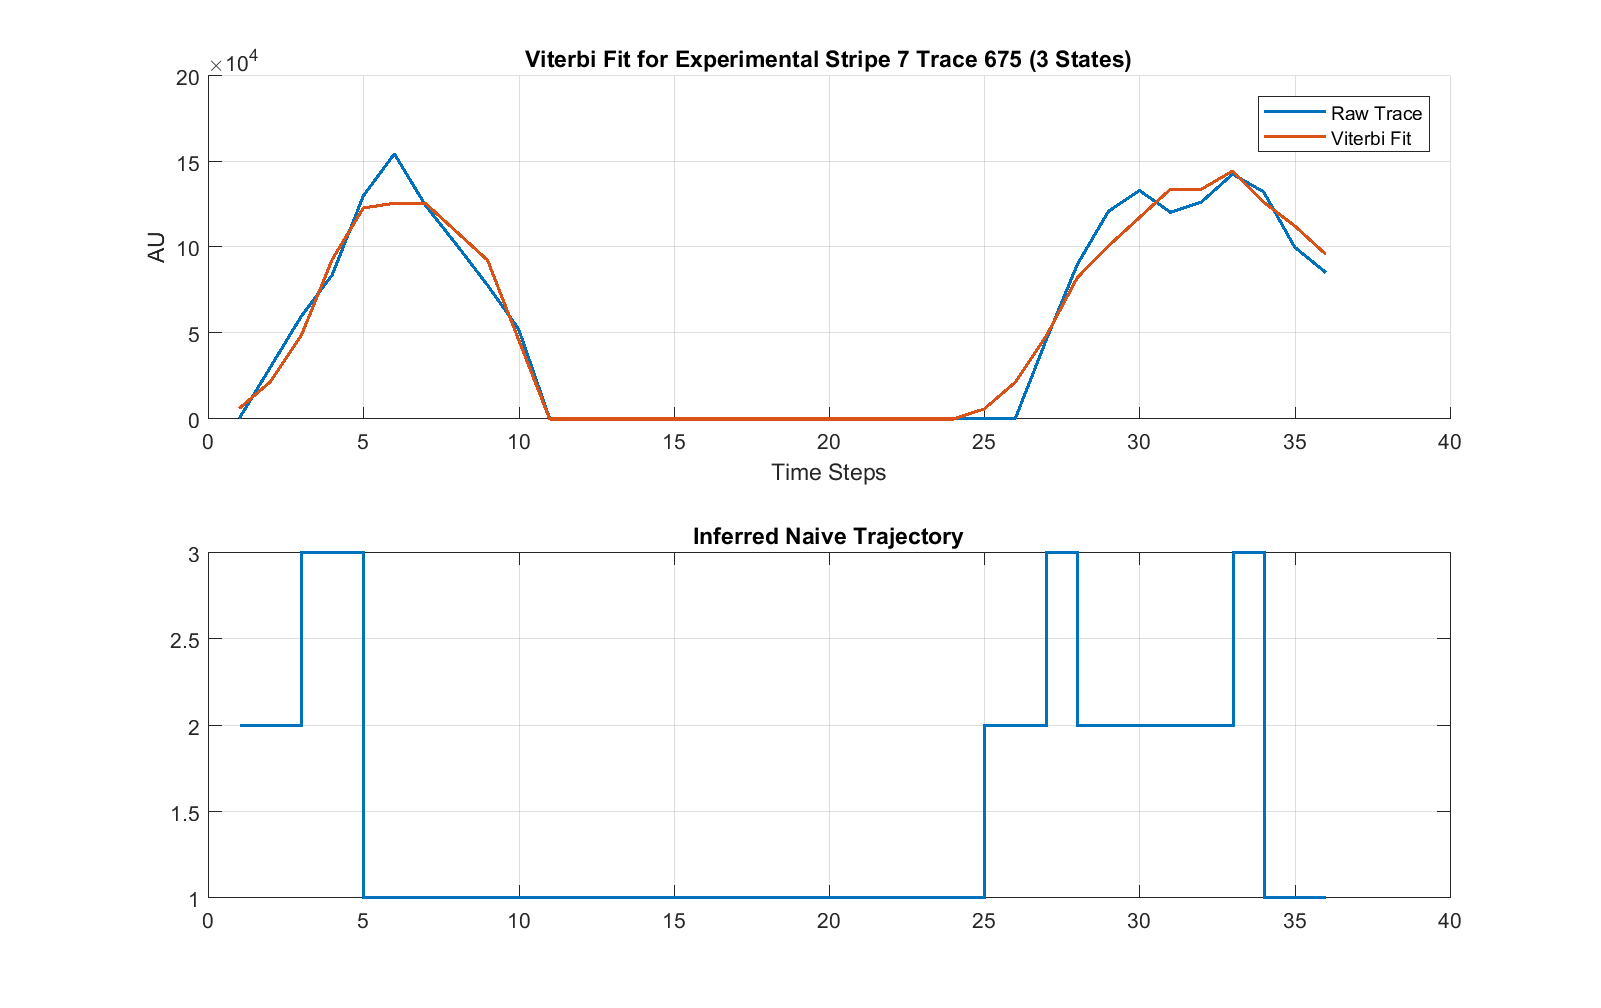 Viterbi Fit for Experimental Stripe 7 Trace 675 (3 States)
×10⁴
20
15
10
5
0
AU
Raw Trace
Viterbi Fit
0 5 10 15 20 25 30 35 40
Time Steps
Inferred Naive Trajectory
3
2.5
2
1.5
1
0 5 10 15 20 25 30 35 40